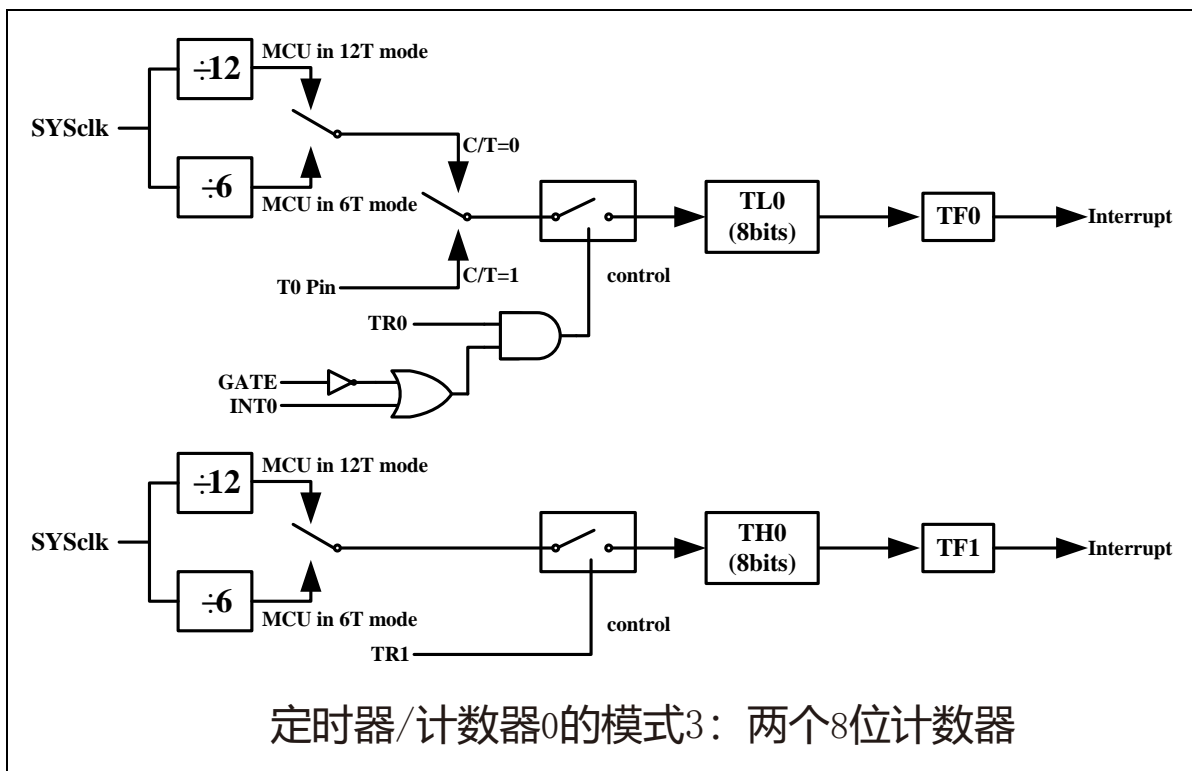 ÷12
MCU in 12T mode
SYSclk
÷6
MCU in 6T mode
C/T=0
T0 Pin
C/T=1
TL0
(8bits)
TF0
Interrupt
control
TR0
GATE
INT0
÷12
MCU in 12T mode
SYSclk
÷6
MCU in 6T mode
TH0
(8bits)
TF1
Interrupt
control
TR1
定时器/计数器0的模式3：两个8位计数器